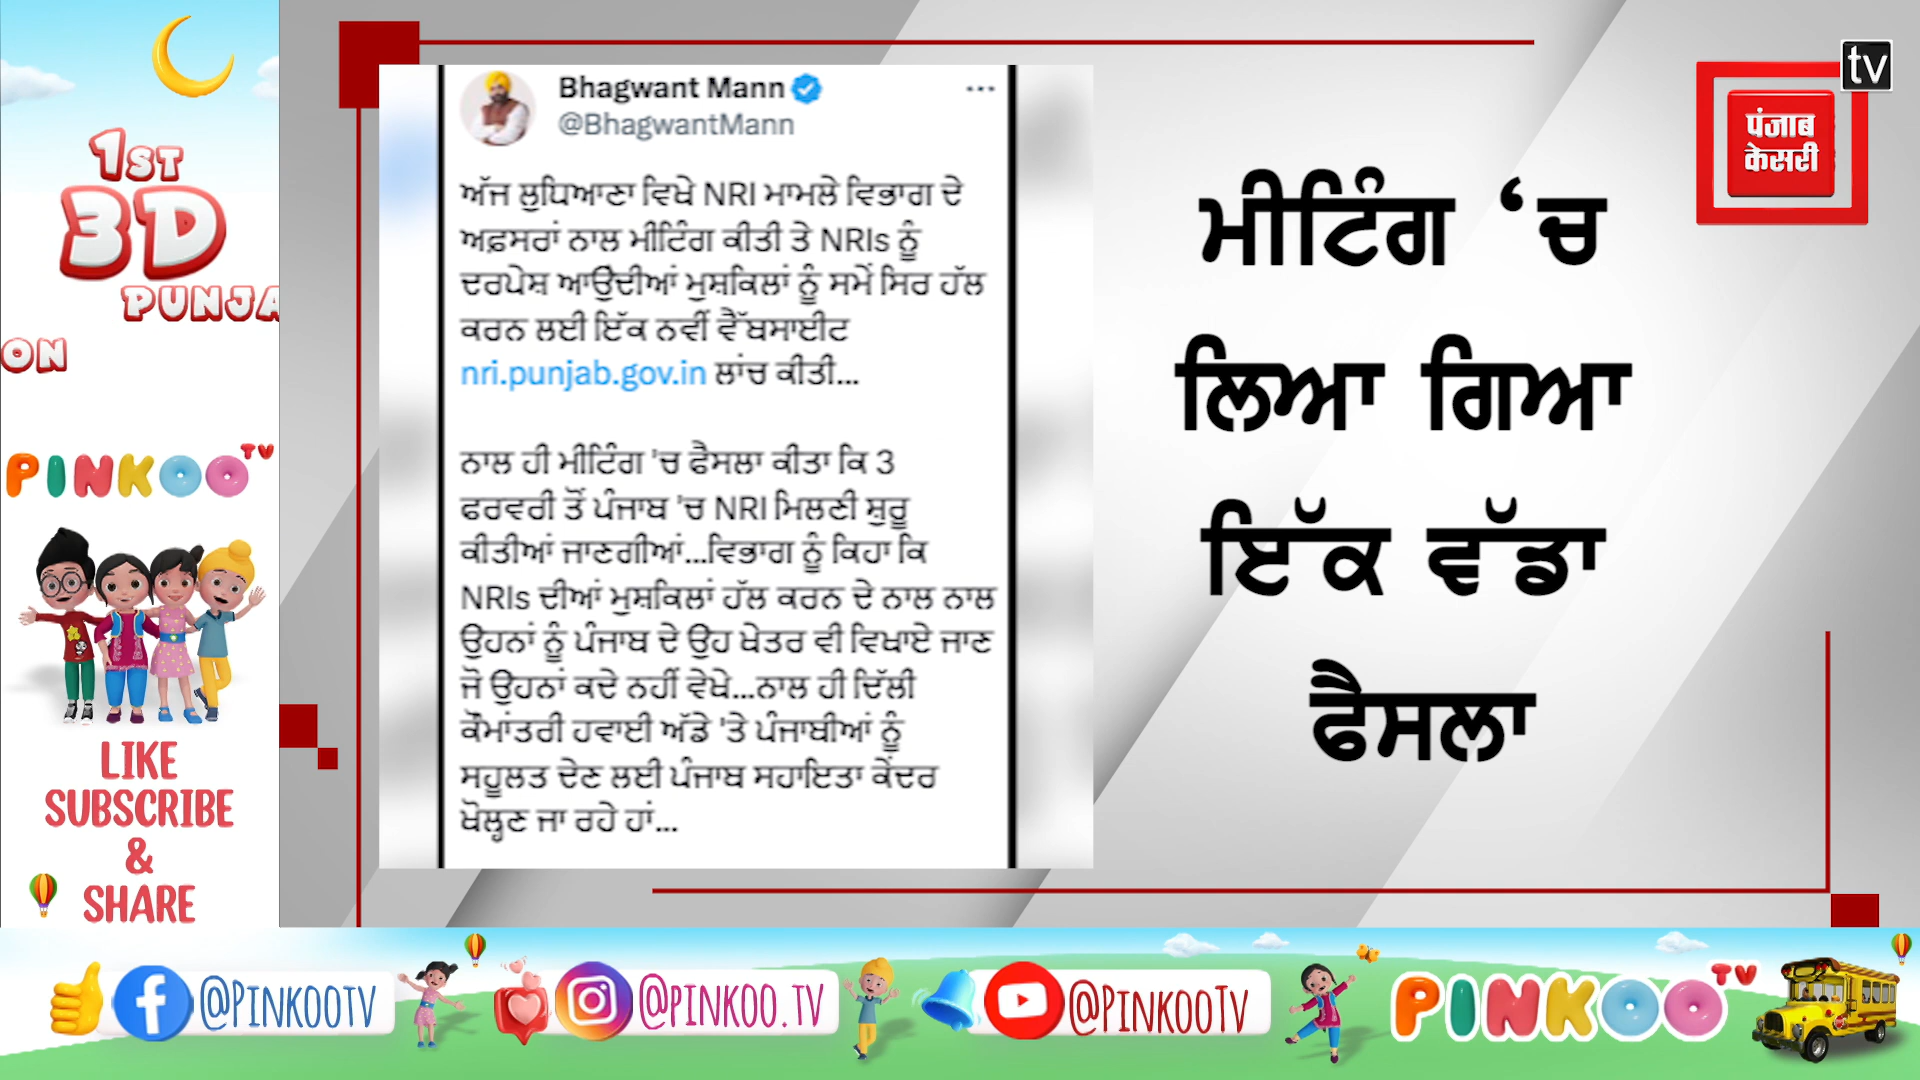 1ST
3D
PUNJA
ON
PINKOO TV
LIKE
SUBSCRIBE
&
SHARE
Bhagwant Mann
@BhagwantMann
ਅੱਜ ਲੁਧਿਆਣਾ ਵਿਖੇ NRI ਮਾਮਲੇ ਵਿਭਾਗ ਦੇ
ਅਫ਼ਸਰਾਂ ਨਾਲ ਮੀਟਿੰਗ ਕੀਤੀ ਤੇ NRIs ਨੂੰ
ਦਰਪੇਸ਼ ਆਉਂਦੀਆਂ ਮੁਸ਼ਕਿਲਾਂ ਨੂੰ ਸਮੇਂ ਸਿਰ ਹੱਲ
ਕਰਨ ਲਈ ਇੱਕ ਨਵੀਂ ਵੈੱਬਸਾਈਟ
nri.punjab.gov.in ਲਾਂਚ ਕੀਤੀ...
ਨਾਲ ਹੀ ਮੀਟਿੰਗ 'ਚ ਫੈਸਲਾ ਕੀਤਾ ਕਿ 3
ਫਰਵਰੀ ਤੋਂ ਪੰਜਾਬ 'ਚ NRI ਮਿਲਣੀ ਸ਼ੁਰੂ
ਕੀਤੀਆਂ ਜਾਣਗੀਆਂ...ਵਿਭਾਗ ਨੂੰ ਕਿਹਾ ਕਿ
NRIs ਦੀਆਂ ਮੁਸ਼ਕਿਲਾਂ ਹੱਲ ਕਰਨ ਦੇ ਨਾਲ ਨਾਲ
ਉਹਨਾਂ ਨੂੰ ਪੰਜਾਬ ਦੇ ਉਹ ਖੇਤਰ ਵੀ ਵਿਖਾਏ ਜਾਣ
ਜੋ ਉਹਨਾਂ ਕਦੇ ਨਹੀਂ ਵੇਖੇ...ਨਾਲ ਹੀ ਦਿੱਲੀ
ਕੌਮਾਂਤਰੀ ਹਵਾਈ ਅੱਡੇ 'ਤੇ ਪੰਜਾਬੀਆਂ ਨੂੰ
ਸਹੂਲਤ ਦੇਣ ਲਈ ਪੰਜਾਬ ਸਹਾਇਤਾ ਕੇਂਦਰ
ਖੋਲ੍ਹਣ ਜਾ ਰਹੇ ਹਾਂ...
ਮੀਟਿੰਗ ‘ਚ
ਲਿਆ ਗਿਆ
ਇੱਕ ਵੱਡਾ
ਫੈਸਲਾ
tv
पंजाब
केसरी
@PINKOOTV
@PINKOO.TV
@PINKOOTV
PINKOO TV